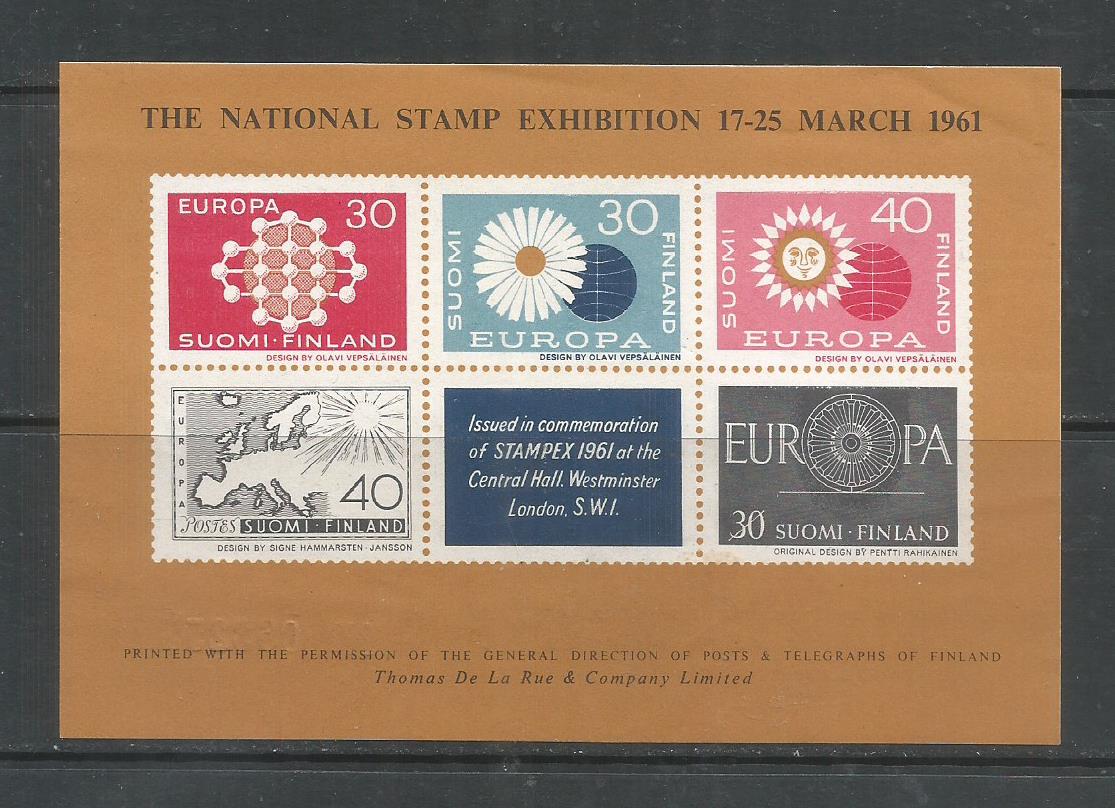 THE NATIONAL STAMP EXHIBITION 17-25 MARCH 1961
EUROPA 30
SUOMI·FINLAND
DESIGN BY OLAVI VEPSÄLÄINEN
30
SUOMI
FINLAND
EUROPA
DESIGN BY OLAVI VEPSÄLÄINEN
40
SUOMI
FINLAND
EUROPA
DESIGN BY OLAVI VEPSÄLÄINEN
EUROPA
40
POSTES SUOMI·FINLAND
DESIGN BY SIGNE HAMMARSTEN-JANSSON
Issued in commemoration
of STAMPEX 1961 at the
Central Hall. Westminster
London, S.W.I.
EUROPA
30 SUOMI·FINLAND
ORIGINAL DESIGN BY PENTTI RAHIKAINEN
PRINTED WITH THE PERMISSION OF THE GENERAL DIRECTION OF POSTS & TELEGRAPHS OF FINLAND
Thomas De La Rue & Company Limited